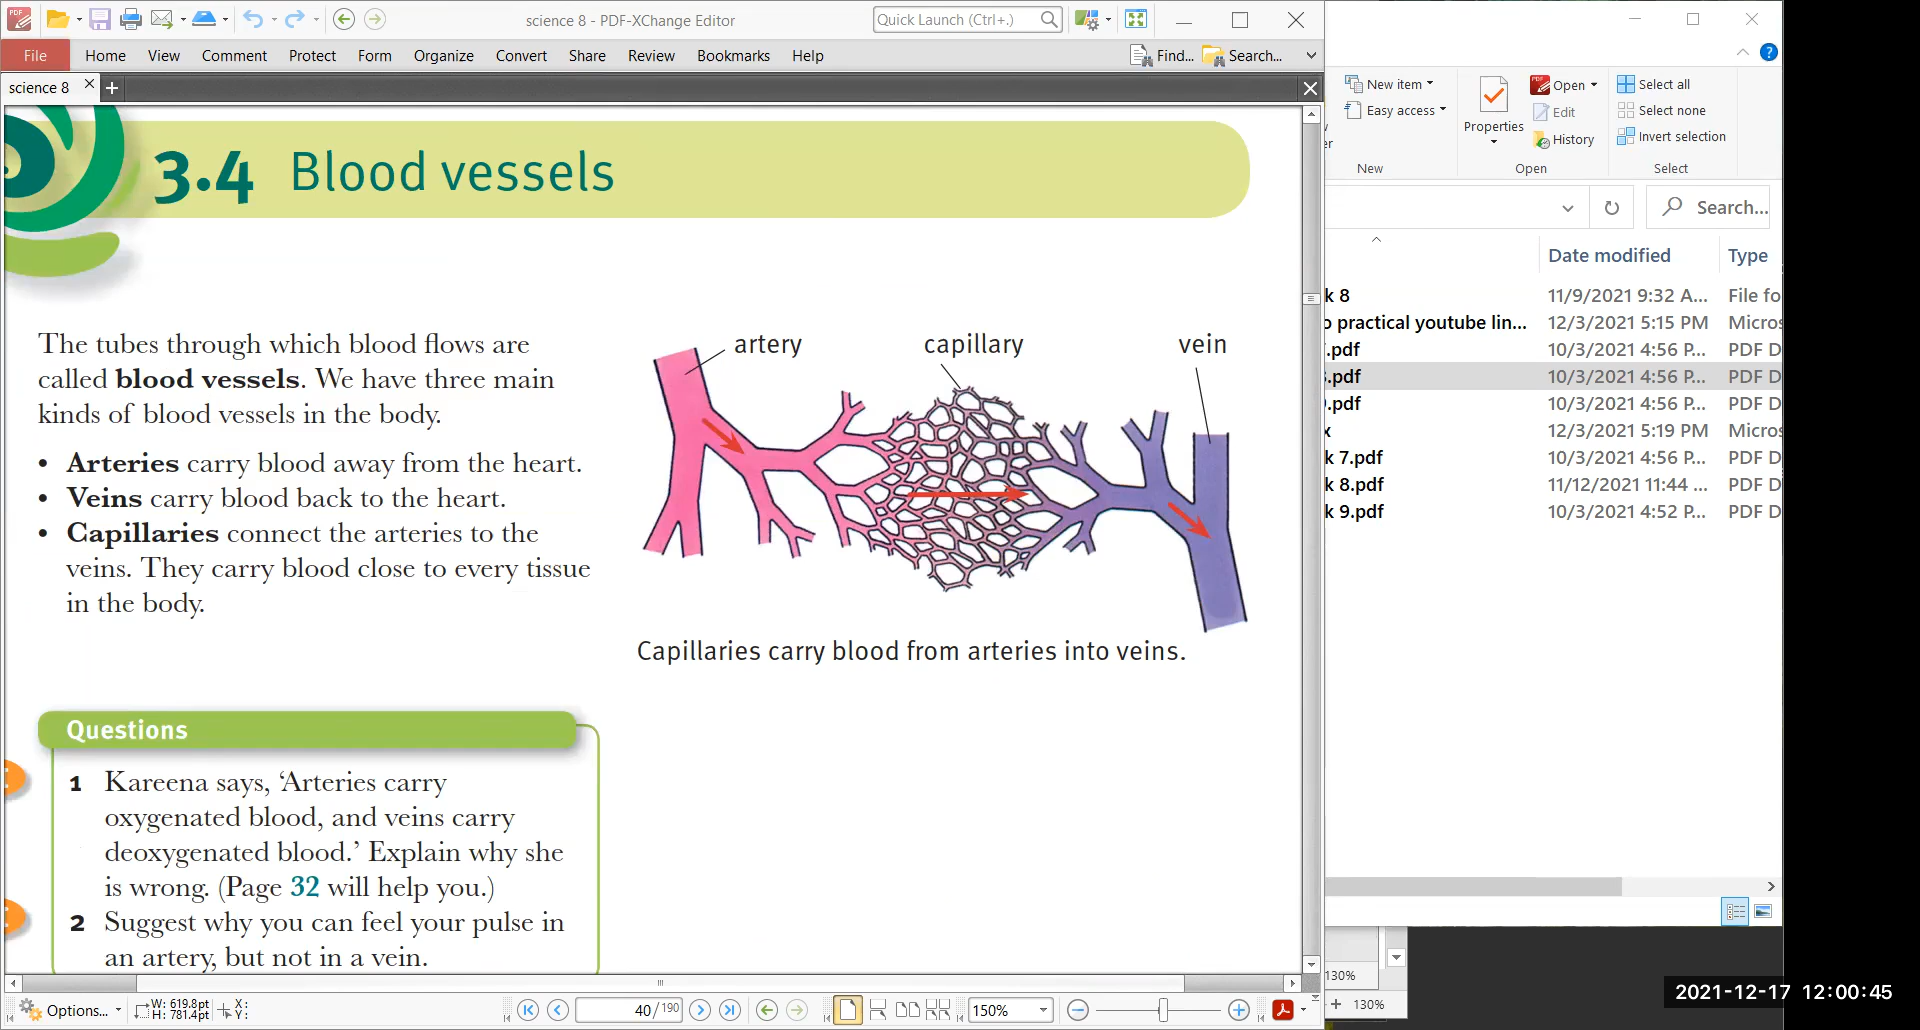 science 8 - PDF-XChange Editor
Quick Launch (Ctrl+.)
File Home View Comment Protect Form Organize Convert Share Review Bookmarks Help
Find... Search...
science 8
3.4 Blood vessels
The tubes through which blood flows are
called blood vessels. We have three main
kinds of blood vessels in the body.
• Arteries carry blood away from the heart.
• Veins carry blood back to the heart.
• Capillaries connect the arteries to the
veins. They carry blood close to every tissue
in the body.
artery capillary vein
Capillaries carry blood from arteries into veins.
Questions
1 Kareena says, ‘Arteries carry
oxygenated blood, and veins carry
deoxygenated blood.’ Explain why she
is wrong. (Page 32 will help you.)
2 Suggest why you can feel your pulse in
an artery, but not in a vein.
Options...
W: 619.8pt
H: 781.4pt
X:
Y:
40 / 190
150%
New item
Easy access
New
Properties
Open
Edit
History
Open
Select all
Select none
Invert selection
Select
Search...
Date modified Type
k 8 11/9/2021 9:32 A... File fo
o practical youtube lin... 12/3/2021 5:15 PM Micros
.pdf 10/3/2021 4:56 P... PDF D
.pdf 10/3/2021 4:56 P... PDF D
.pdf 10/3/2021 4:56 P... PDF D
x 12/3/2021 5:19 PM Micros
k 7.pdf 10/3/2021 4:56 P... PDF D
k 8.pdf 11/12/2021 11:44 ... PDF D
k 9.pdf 10/3/2021 4:52 P... PDF D
130%
130%
2021-12-17 12:00:45